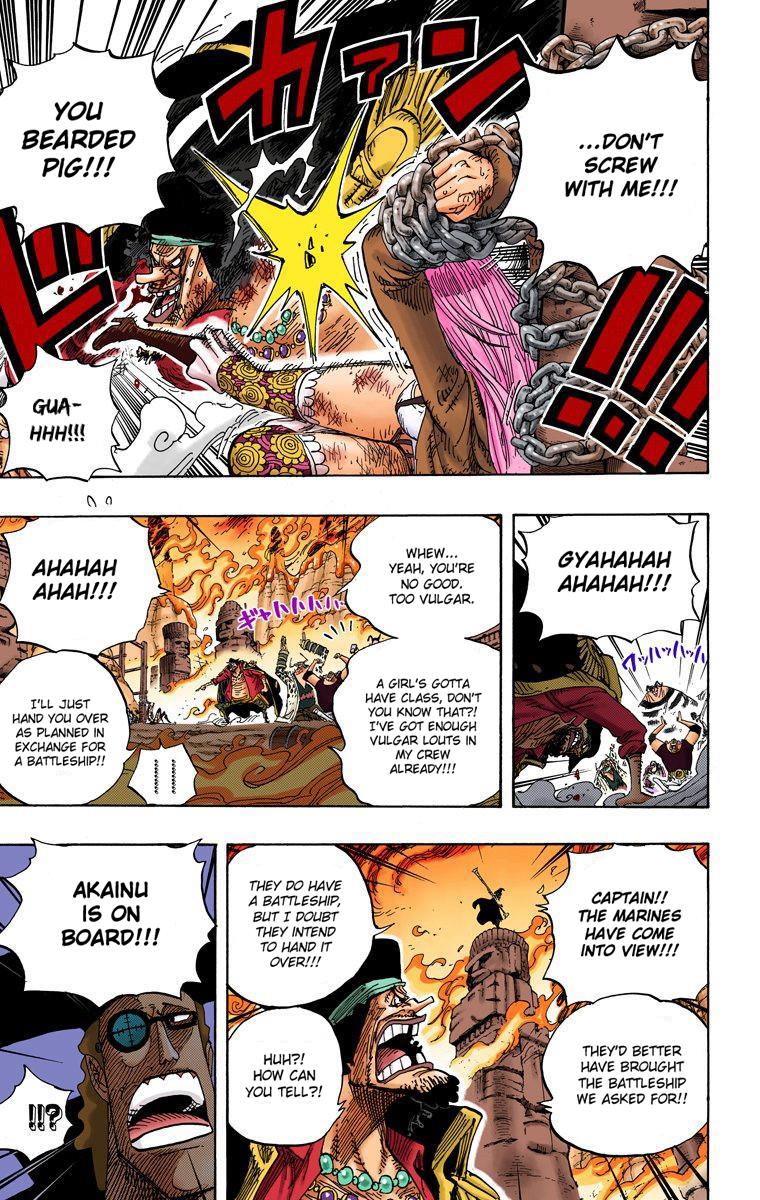 ...DON'T
SCREW
WITH ME!!!
カァン
YOU
BEARDED
PIG!!!
ド
!!!
GUA-
HHH!!!
GYAHAHAH
AHAHAH!!!
ワッハッハッハ
WHEW...
YEAH, YOU'RE
NO GOOD.
TOO VULGAR.
A GIRL'S GOTTA
HAVE CLASS, DON'T
YOU KNOW THAT?!
I'VE GOT ENOUGH
VULGAR LOUTS IN
MY CREW
ALREADY!!!
ギャハハハハハ
AHAHAH
AHAH!!!
I'LL JUST
HAND YOU OVER
AS PLANNED IN
EXCHANGE FOR
A BATTLESHIP!!
CAPTAIN!!
THE MARINES
HAVE COME
INTO VIEW!!!
THEY'D BETTER
HAVE BROUGHT
THE BATTLESHIP
WE ASKED FOR!!
THEY DO HAVE
A BATTLESHIP,
BUT I DOUBT
THEY INTEND
TO HAND IT
OVER!!!
HUH?!
HOW CAN
YOU TELL?!
AKAINU
IS ON
BOARD!!!
!!?